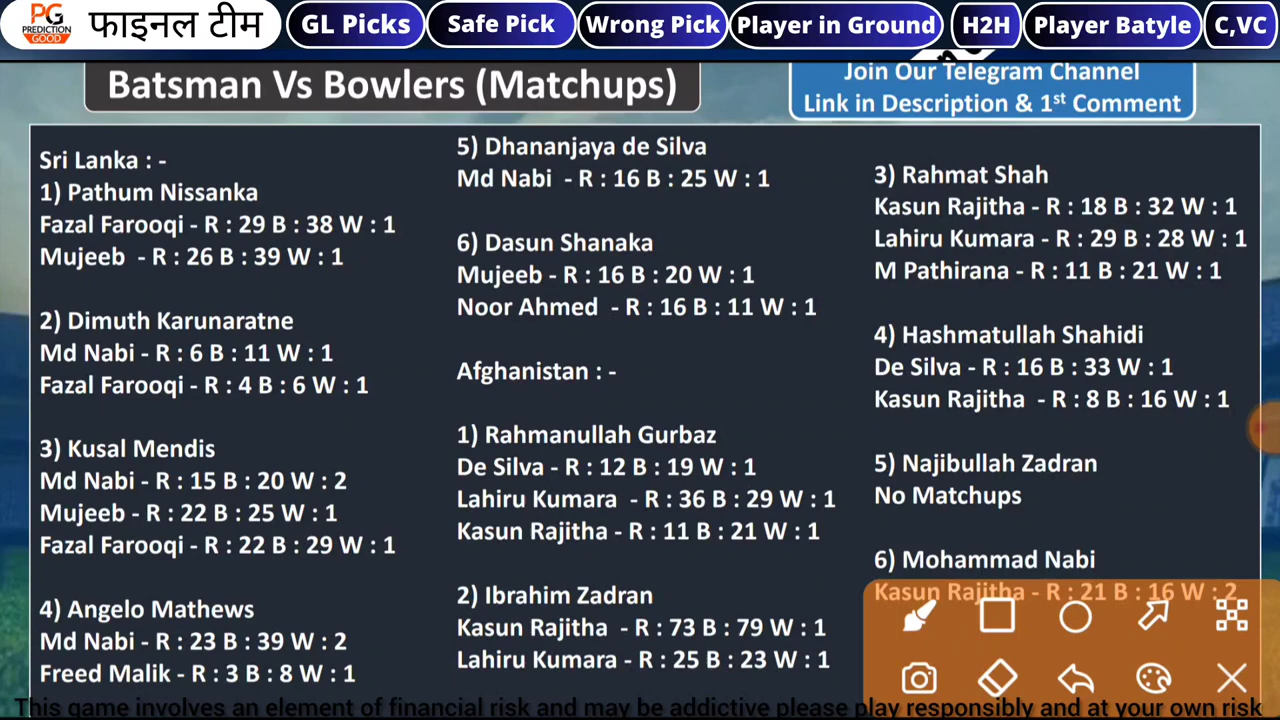 PG
PREDICTION
GOOD
फाइनल टीम
GL Picks
Safe Pick
Wrong Pick
Player in Ground
H2H
Player Batyle
C,VC
Batsman Vs Bowlers (Matchups)
Join Our Telegram Channel
Link in Description & 1st Comment
Sri Lanka : -
1) Pathum Nissanka
Fazal Farooqi - R : 29 B : 38 W : 1
Mujeeb - R : 26 B : 39 W : 1
2) Dimuth Karunaratne
Md Nabi - R : 6 B : 11 W : 1
Fazal Farooqi - R : 4 B : 6 W : 1
3) Kusal Mendis
Md Nabi - R : 15 B : 20 W : 2
Mujeeb - R : 22 B : 25 W : 1
Fazal Farooqi - R : 22 B : 29 W : 1
4) Angelo Mathews
Md Nabi - R : 23 B : 39 W : 2
Freed Malik - R : 3 B : 8 W : 1
5) Dhananjaya de Silva
Md Nabi - R : 16 B : 25 W : 1
6) Dasun Shanaka
Mujeeb - R : 16 B : 20 W : 1
Noor Ahmed - R : 16 B : 11 W : 1
Afghanistan : -
1) Rahmanullah Gurbaz
De Silva - R : 12 B : 19 W : 1
Lahiru Kumara - R : 36 B : 29 W : 1
Kasun Rajitha - R : 11 B : 21 W : 1
2) Ibrahim Zadran
Kasun Rajitha - R : 73 B : 79 W : 1
Lahiru Kumara - R : 25 B : 23 W : 1
3) Rahmat Shah
Kasun Rajitha - R : 18 B : 32 W : 1
Lahiru Kumara - R : 29 B : 28 W : 1
M Pathirana - R : 11 B : 21 W : 1
4) Hashmatullah Shahidi
De Silva - R : 16 B : 33 W : 1
Kasun Rajitha - R : 8 B : 16 W : 1
5) Najibullah Zadran
No Matchups
6) Mohammad Nabi
Kasun Rajitha - R : 21 B : 16 W : 2
This game involves an element of financial risk and may be addictive please play responsibly and at your own risk